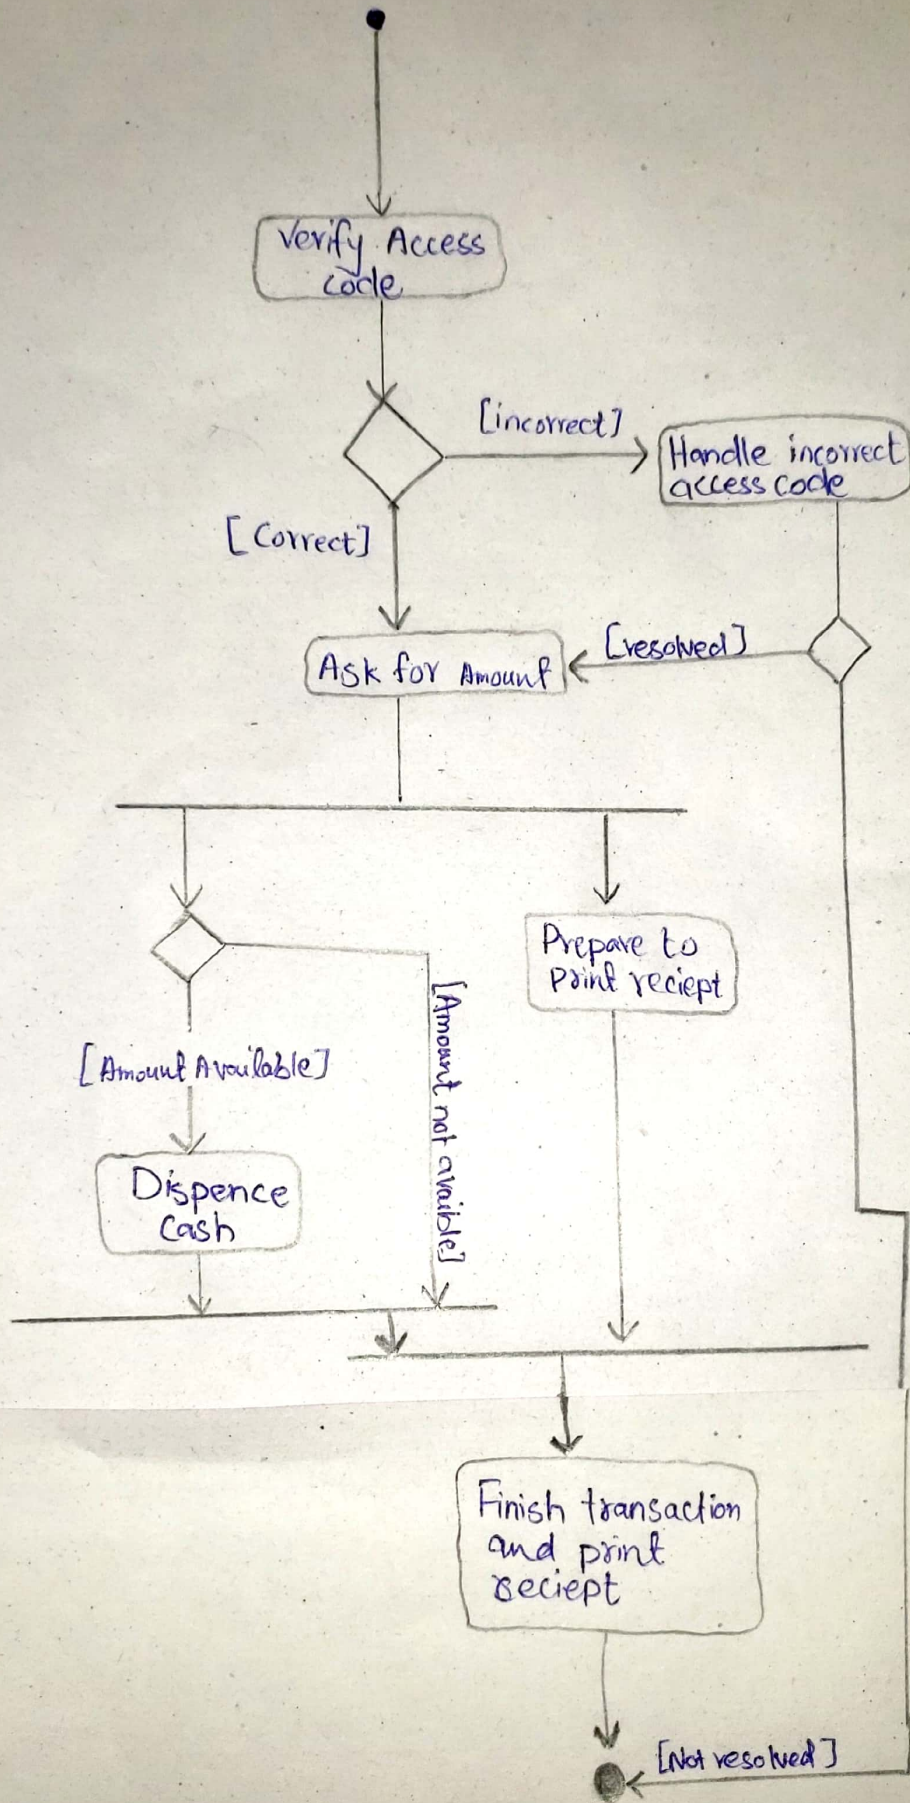 Verify Access
code
[incorrect]
Handle incorrect
access code
[Correct]
[resolved]
Ask for Amount
Prepare to
print reciept
[Amount not avaible]
[Amount Available]
Dispence
cash
Finish transaction
and print
reciept
[Not resolved]